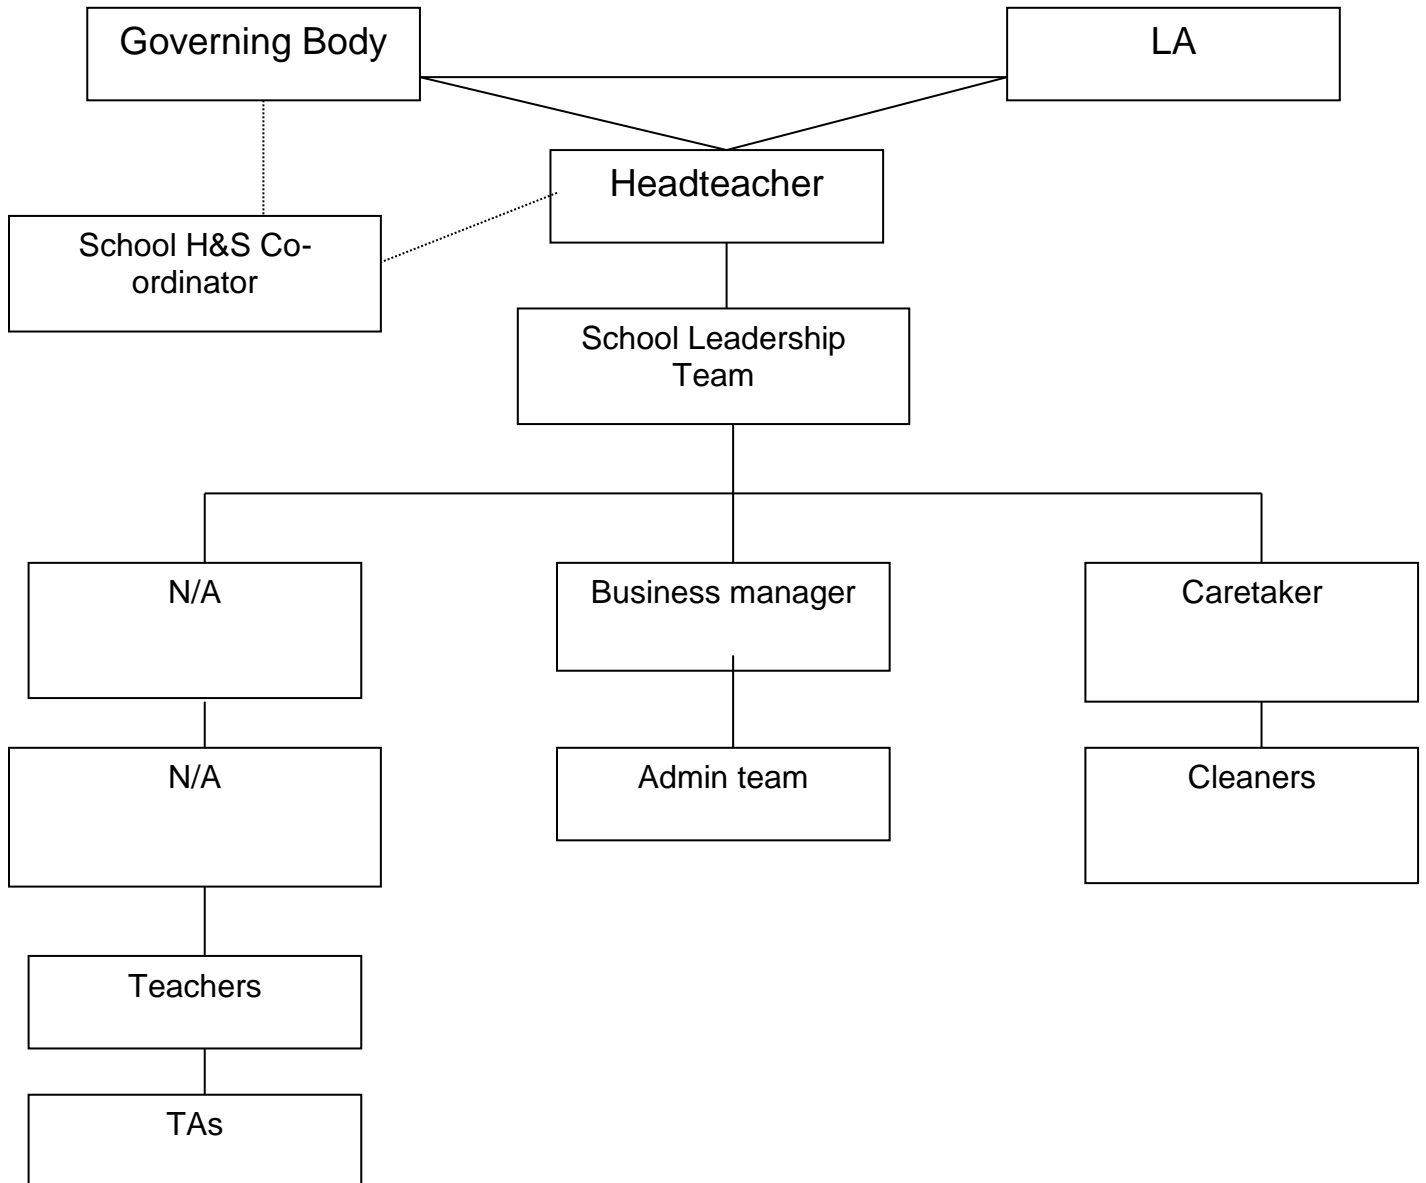 Governing Body
LA
Headteacher
School H&S Co-
ordinator
School Leadership
Team
N/A
Business manager
Caretaker
N/A
Admin team
Cleaners
Teachers
TAs